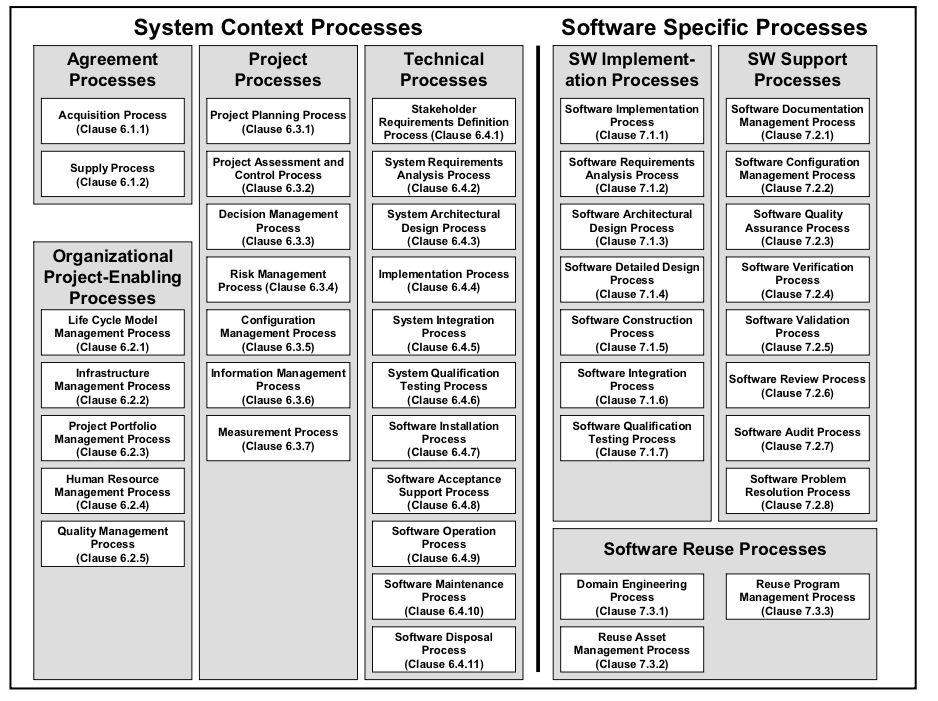 System Context Processes
Agreement
Processes
Acquisition Process
(Clause 6.1.1)
Supply Process
(Clause 6.1.2)
Organizational
Project-Enabling
Processes
Life Cycle Model
Management Process
(Clause 6.2.1)
Infrastructure
Management Process
(Clause 6.2.2)
Project Portfolio
Management Process
(Clause 6.2.3)
Human Resource
Management Process
(Clause 6.2.4)
Quality Management
Process
(Clause 6.2.5)
Project
Processes
Project Planning Process
(Clause 6.3.1)
Project Assessment and
Control Process
(Clause 6.3.2)
Decision Management
Process
(Clause 6.3.3)
Risk Management
Process (Clause 6.3.4)
Configuration
Management Process
(Clause 6.3.5)
Information Management
Process
(Clause 6.3.6)
Measurement Process
(Clause 6.3.7)
Technical
Processes
Stakeholder
Requirements Definition
Process (Clause 6.4.1)
System Requirements
Analysis Process
(Clause 6.4.2)
System Architectural
Design Process
(Clause 6.4.3)
Implementation Process
(Clause 6.4.4)
System Integration
Process
(Clause 6.4.5)
System Qualification
Testing Process
(Clause 6.4.6)
Software Installation
Process
(Clause 6.4.7)
Software Acceptance
Support Process
(Clause 6.4.8)
Software Operation
Process
(Clause 6.4.9)
Software Maintenance
Process
(Clause 6.4.10)
Software Disposal
Process
(Clause 6.4.11)
Software Specific Processes
SW Implement-
ation Processes
Software Implementation
Process
(Clause 7.1.1)
Software Requirements
Analysis Process
(Clause 7.1.2)
Software Architectural
Design Process
(Clause 7.1.3)
Software Detailed Design
Process
(Clause 7.1.4)
Software Construction
Process
(Clause 7.1.5)
Software Integration
Process
(Clause 7.1.6)
Software Qualification
Testing Process
(Clause 7.1.7)
SW Support
Processes
Software Documentation
Management Process
(Clause 7.2.1)
Software Configuration
Management Process
(Clause 7.2.2)
Software Quality
Assurance Process
(Clause 7.2.3)
Software Verification
Process
(Clause 7.2.4)
Software Validation
Process
(Clause 7.2.5)
Software Review Process
(Clause 7.2.6)
Software Audit Process
(Clause 7.2.7)
Software Problem
Resolution Process
(Clause 7.2.8)
Software Reuse Processes
Domain Engineering
Process
(Clause 7.3.1)
Reuse Asset
Management Process
(Clause 7.3.2)
Reuse Program
Management Process
(Clause 7.3.3)